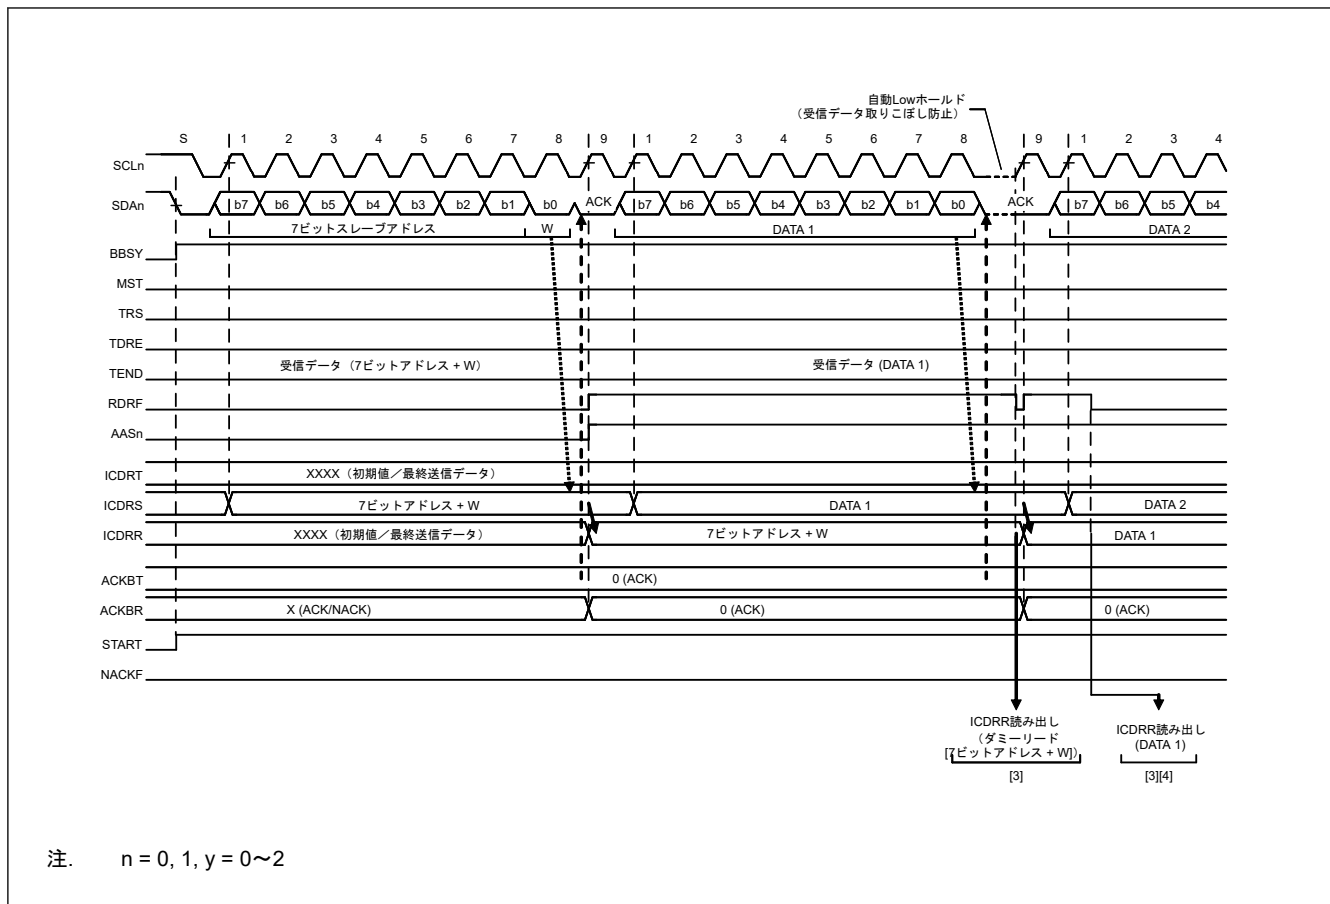 自動Lowホールド
（受信データ取りこぼし防止）
S 1 2 3 4 5 6 7 8 9 1 2 3 4 5 6 7 8 9 1 2 3 4
SCLn
SDAn b7 b6 b5 b4 b3 b2 b1 b0 ACK b7 b6 b5 b4 b3 b2 b1 b0 ACK b7 b6 b5 b4
7ビットスレーブアドレス W DATA 1 DATA 2
BBSY
MST
TRS
TDRE
受信データ（7ビットアドレス + W） 受信データ (DATA 1)
TEND
RDRF
AASn
ICDRT XXXX（初期値／最終送信データ）
ICDRS 7ビットアドレス + W DATA 1 DATA 2
ICDRR XXXX（初期値／最終送信データ） 7ビットアドレス + W DATA 1
ACKBT 0 (ACK)
ACKBR X (ACK/NACK) 0 (ACK) 0 (ACK)
START
NACKF
ICDRR読み出し
（ダミーリード
[7ビットアドレス + W]）
[3]
ICDRR読み出し
(DATA 1)
[3][4]
注. n = 0, 1, y = 0～2